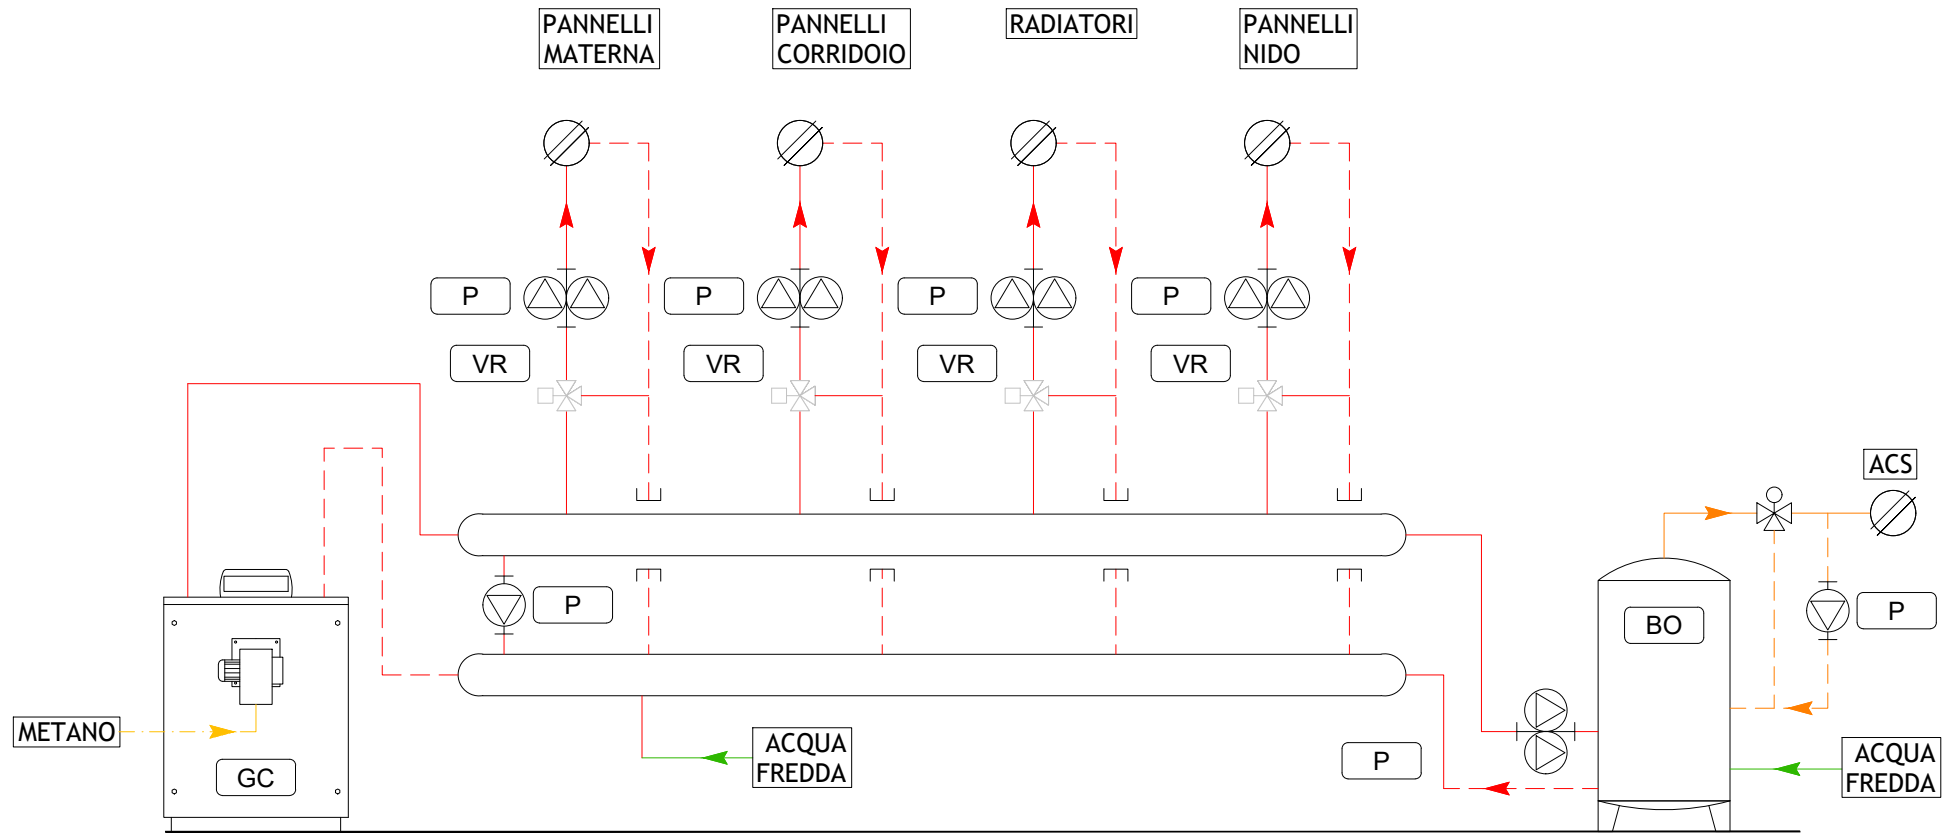 PANNELLI
MATERNA
PANNELLI
CORRIDOIO
RADIATORI
PANNELLI
NIDO
P
P
P
P
VR
VR
VR
VR
ACS
P
P
BO
METANO
GC
ACQUA
FREDDA
P
ACQUA
FREDDA